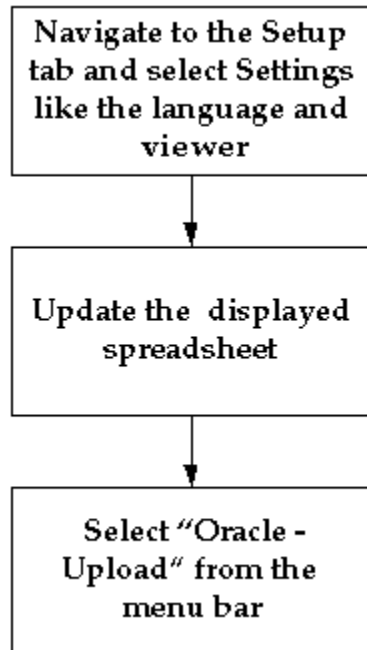 Navigate to the Setup
tab and select Settings
like the language and
viewer
Update the displayed
spreadsheet
Select “Oracle -
Upload” from the
menu bar